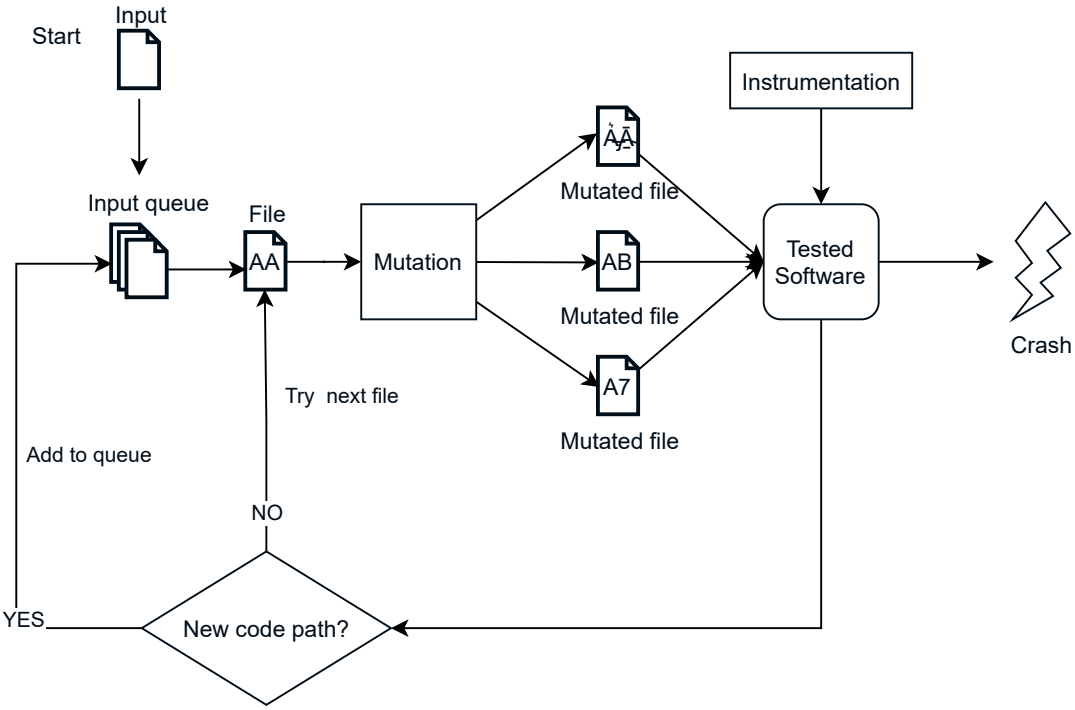 Input
Start
Input queue
File
AA
Mutation
Mutated file
AB
Mutated file
A7
Mutated file
Instrumentation
Tested
Software
Crash
Try next file
Add to queue
NO
YES
New code path?